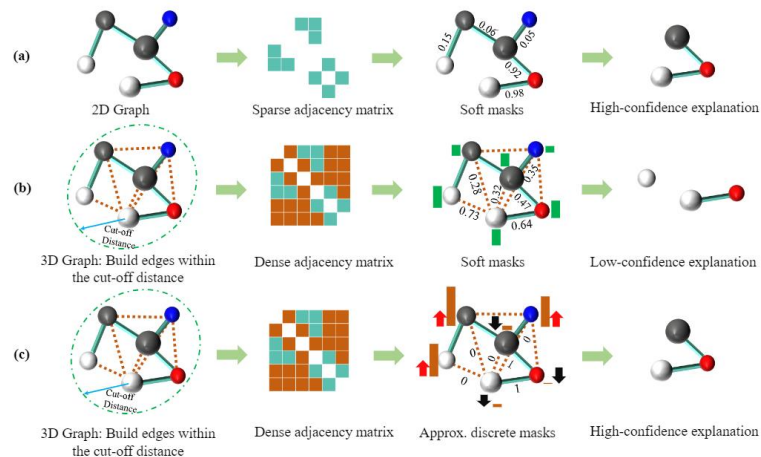 (a)
0.15
0.06
0.05
0.92
0.98
2D Graph
Sparse adjacency matrix
Soft masks
High-confidence explanation
(b)
Cut-off
Distance
0.28
0.32
0.35
0.47
0.73
0.64
3D Graph: Build edges within
the cut-off distance
Dense adjacency matrix
Soft masks
Low-confidence explanation
(c)
Cut-off
Distance
0
0
0
0
1
1
3D Graph: Build edges within
the cut-off distance
Dense adjacency matrix
Approx. discrete masks
High-confidence explanation